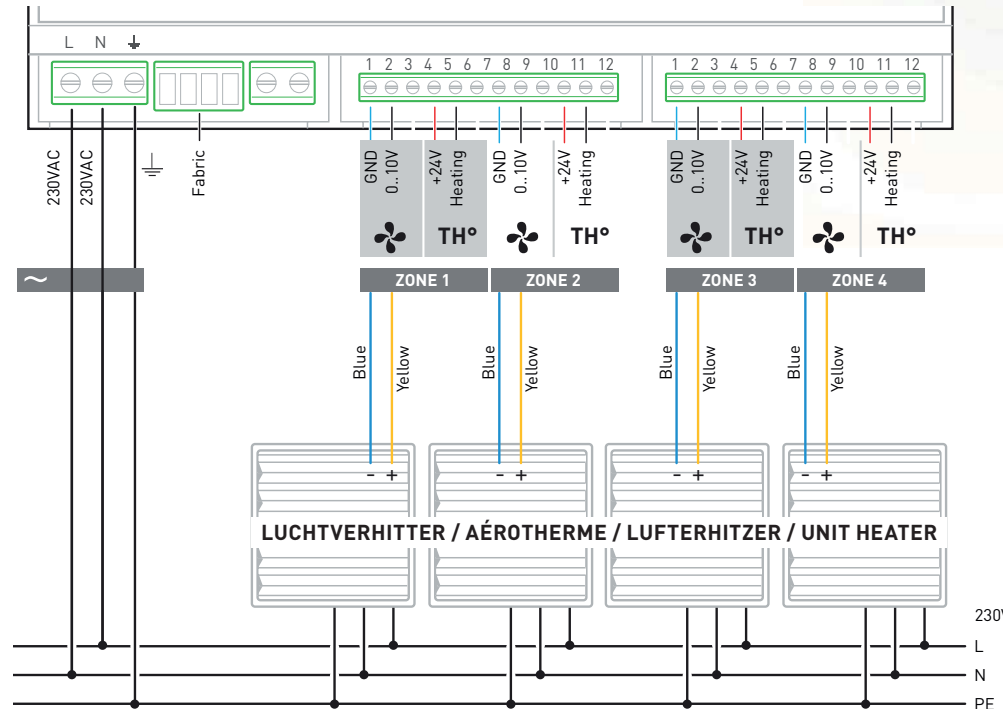 L N
1 2 3 4 5 6 7 8 9 10 11 12
1 2 3 4 5 6 7 8 9 10 11 12
230VAC
230VAC
Fabric
GND
0..10V
+24V
Heating
GND
0..10V
+24V
Heating
GND
0..10V
+24V
Heating
GND
0..10V
+24V
Heating
TH°
TH°
TH°
TH°
~
ZONE 1
ZONE 2
ZONE 3
ZONE 4
Blue
Yellow
Blue
Yellow
Blue
Yellow
Blue
Yellow
- +
- +
- +
- +
LUCHTVERHITTER / AÉROTHERME / LUFTERHITZER / UNIT HEATER
230V
L
N
PE